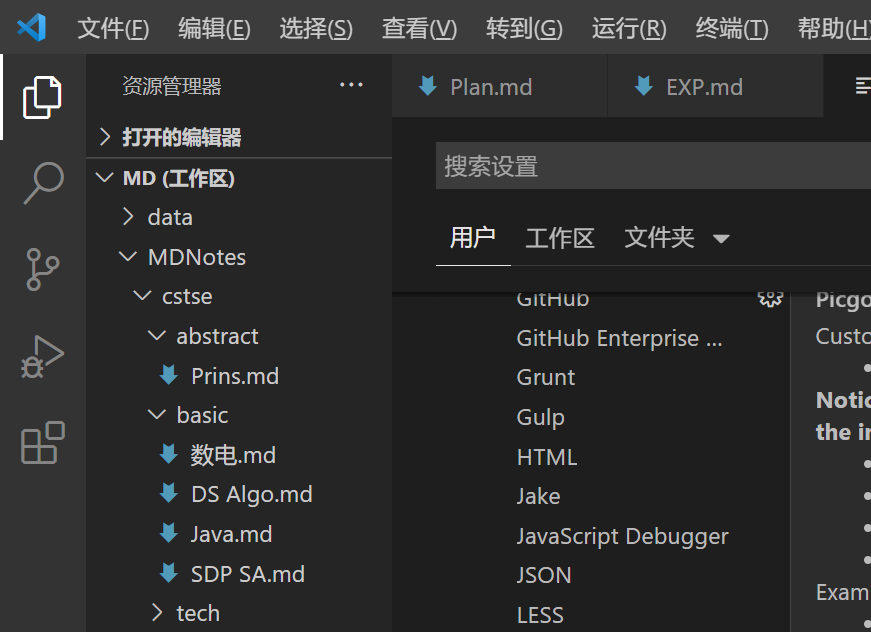 文件(F) 编辑(E) 选择(S) 查看(V) 转到(G) 运行(R) 终端(T) 帮助(H)
资源管理器 ···
Plan.md EXP.md
打开的编辑器
MD (工作区)
data
MDNotes
cstse
abstract
Prins.md
basic
数电.md
DS Algo.md
Java.md
SDP SA.md
tech
搜索设置
用户 工作区 文件夹
GitHub
GitHub Enterprise ...
Grunt
Gulp
HTML
Jake
JavaScript Debugger
JSON
LESS
Picgo
Custo
Notic
the in
Exam